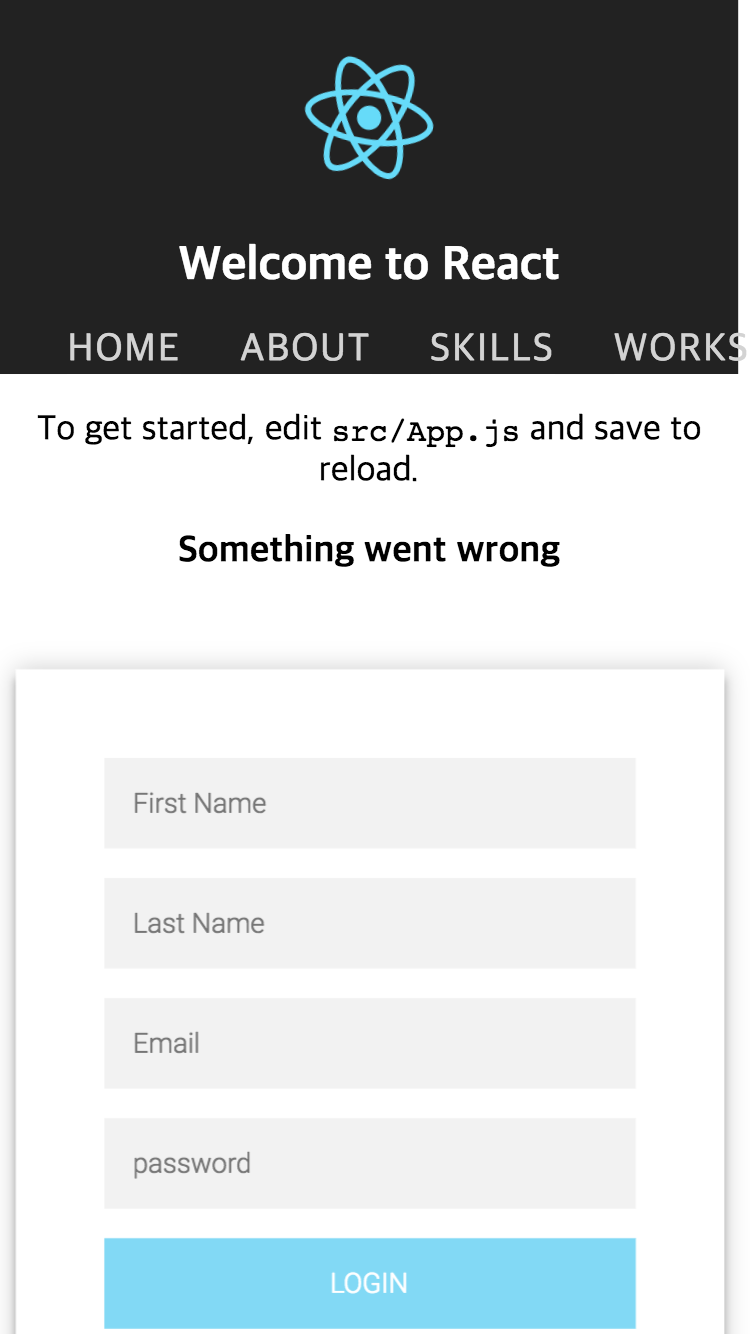 Welcome to React
HOME ABOUT SKILLS WORKS
To get started, edit src/App.js and save to
reload.
Something went wrong
First Name
Last Name
Email
password
LOGIN